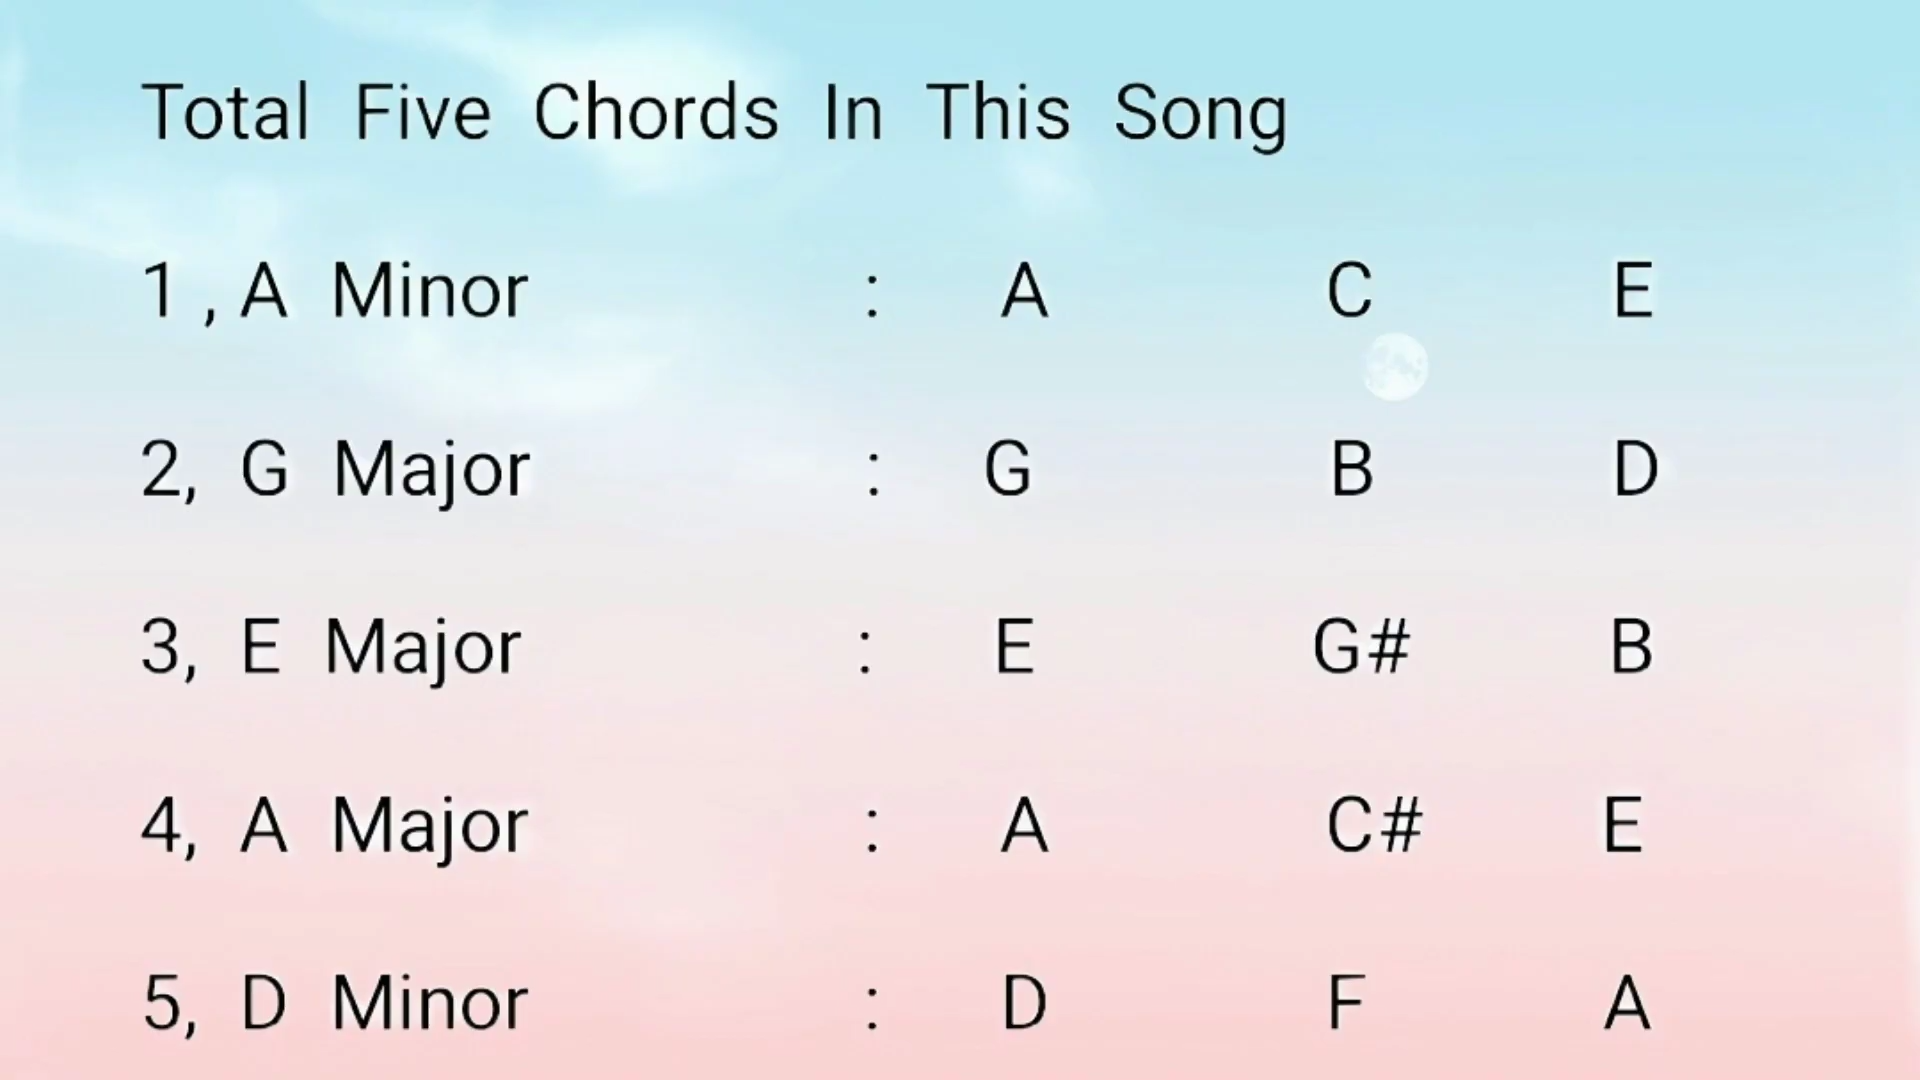 Total Five Chords In This Song
1 , A Minor : A C E
2, G Major : G B D
3, E Major : E G# B
4, A Major : A C# E
5, D Minor : D F A